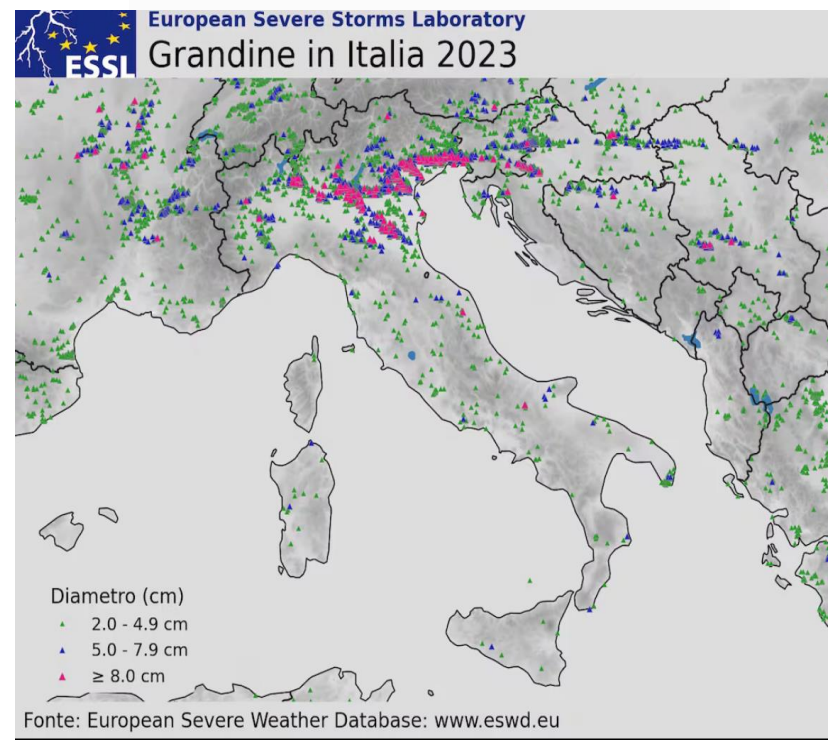 European Severe Storms Laboratory
ESSL
Grandine in Italia 2023
Diametro (cm)
2.0 - 4.9 cm
5.0 - 7.9 cm
≥ 8.0 cm
Fonte: European Severe Weather Database: www.eswd.eu